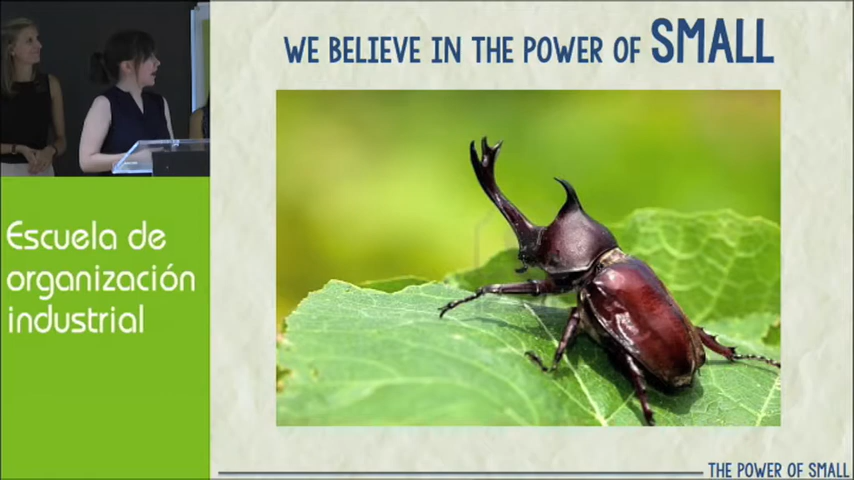 WE BELIEVE IN THE POWER OF SMALL
Escuela de
organización
industrial
THE POWER OF SMALL